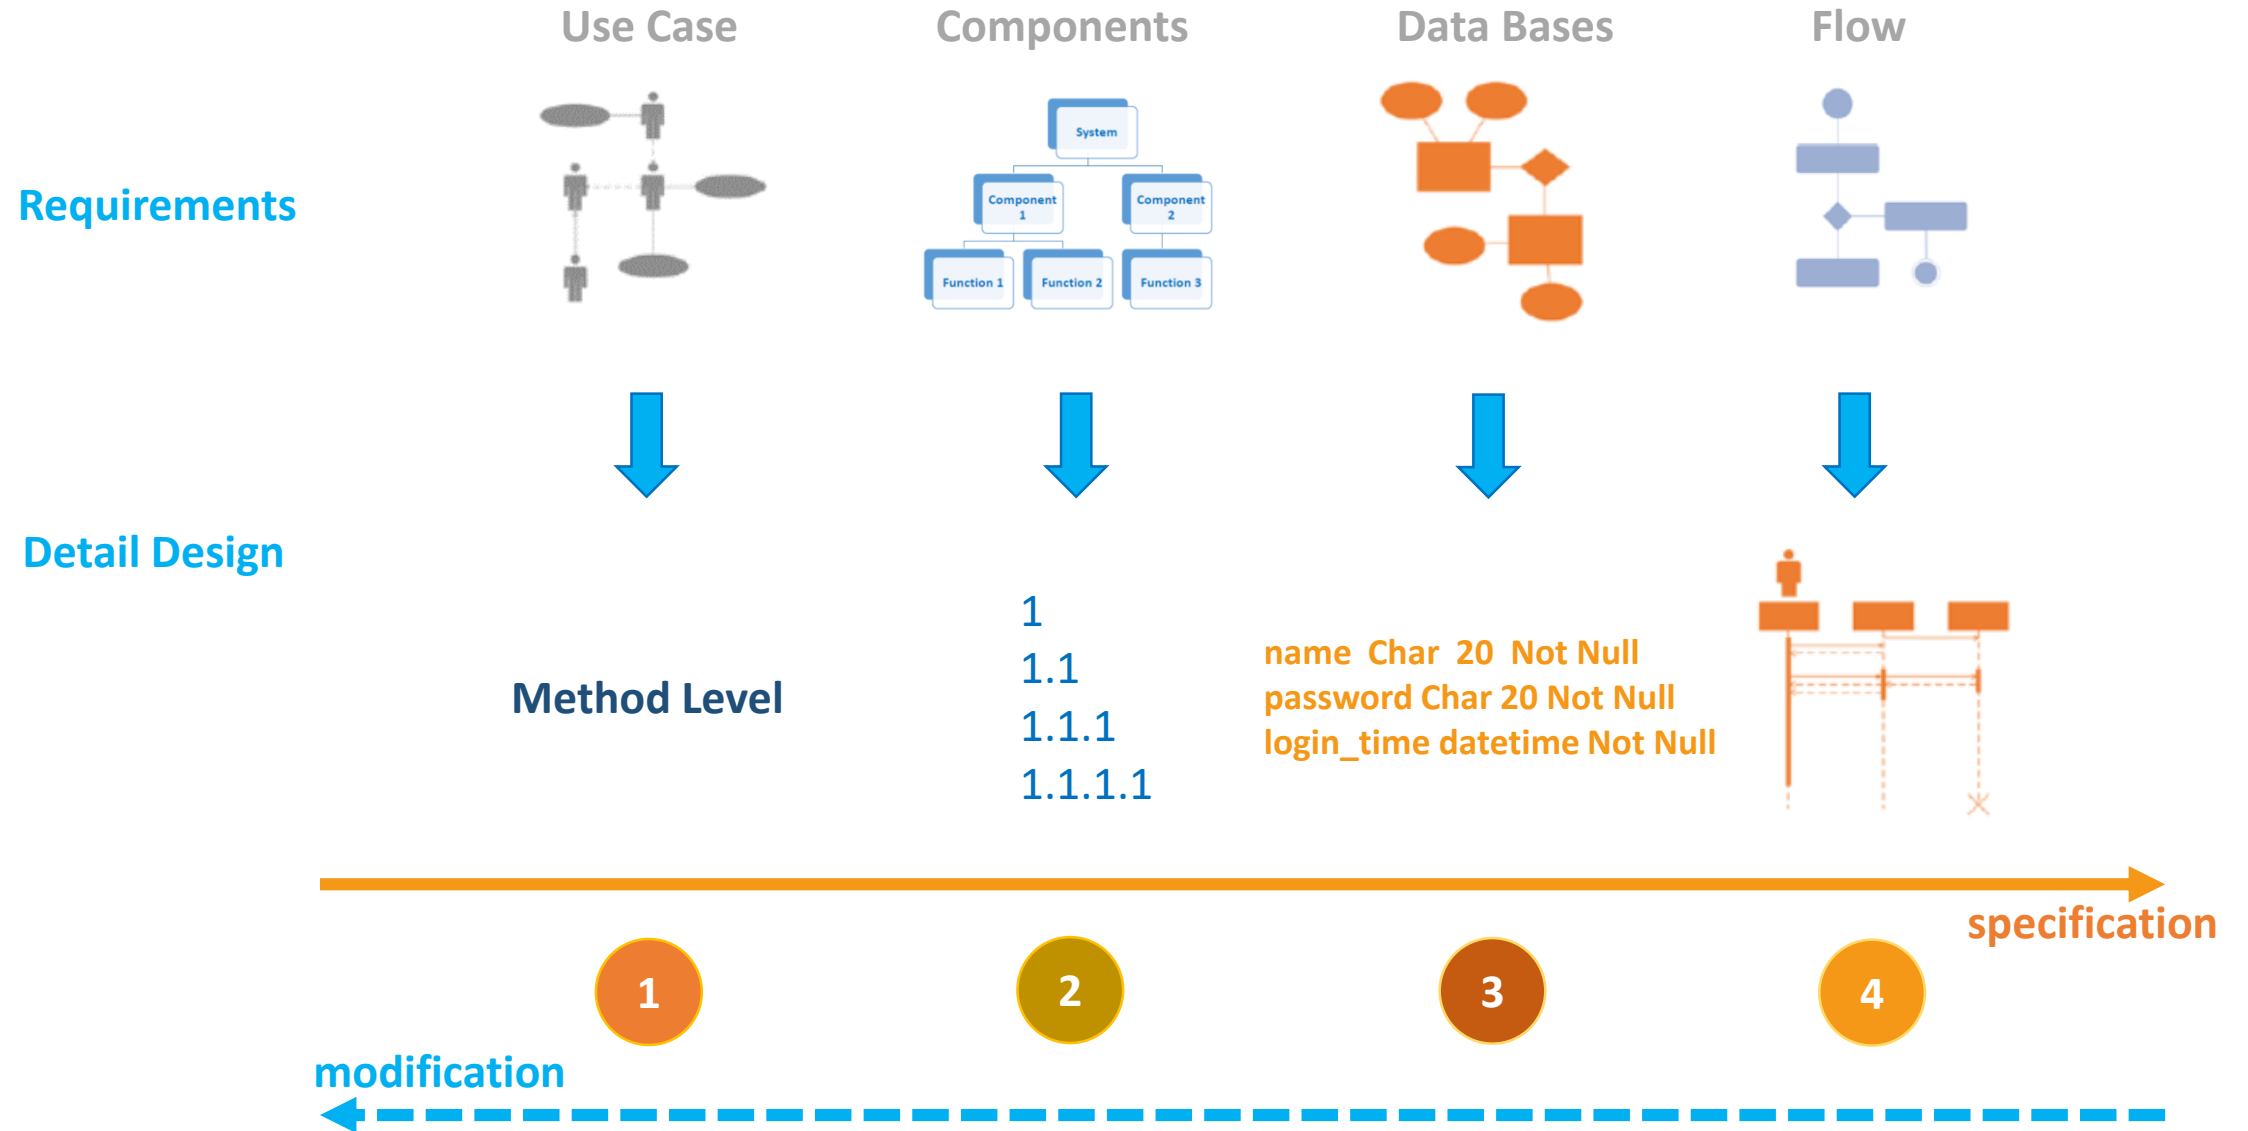 Use Case
Components
Data Bases
Flow
System
Component
1
Component
2
Function 1
Function 2
Function 3
Requirements
Detail Design
Method Level
1
1.1
1.1.1
1.1.1.1
name Char 20 Not Null
password Char 20 Not Null
login_time datetime Not Null
specification
1
2
3
4
modification